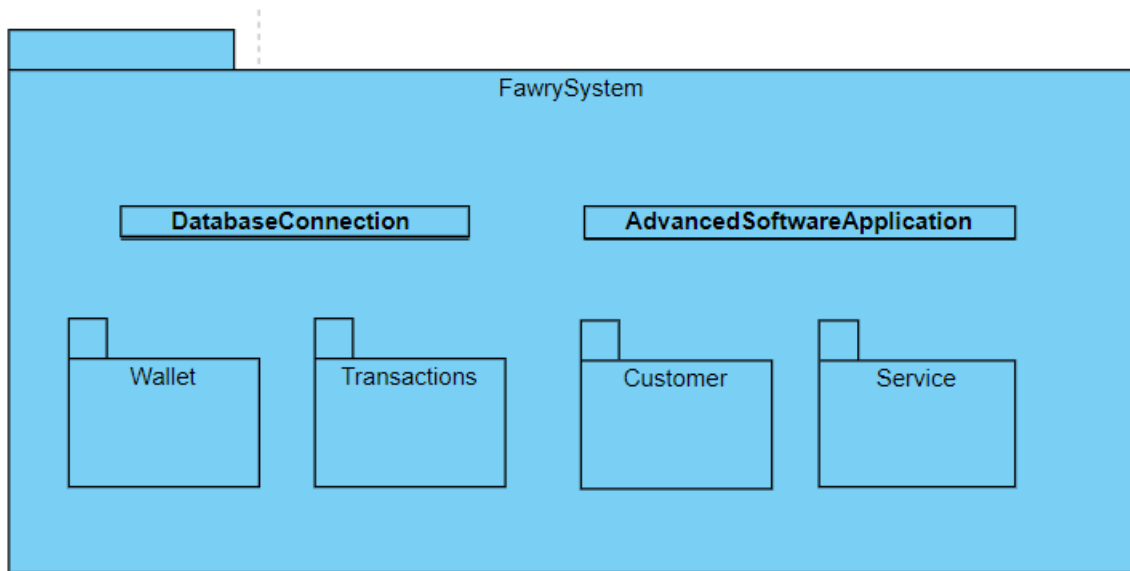 FawrySystem
DatabaseConnection
AdvancedSoftwareApplication
Wallet
Transactions
Customer
Service